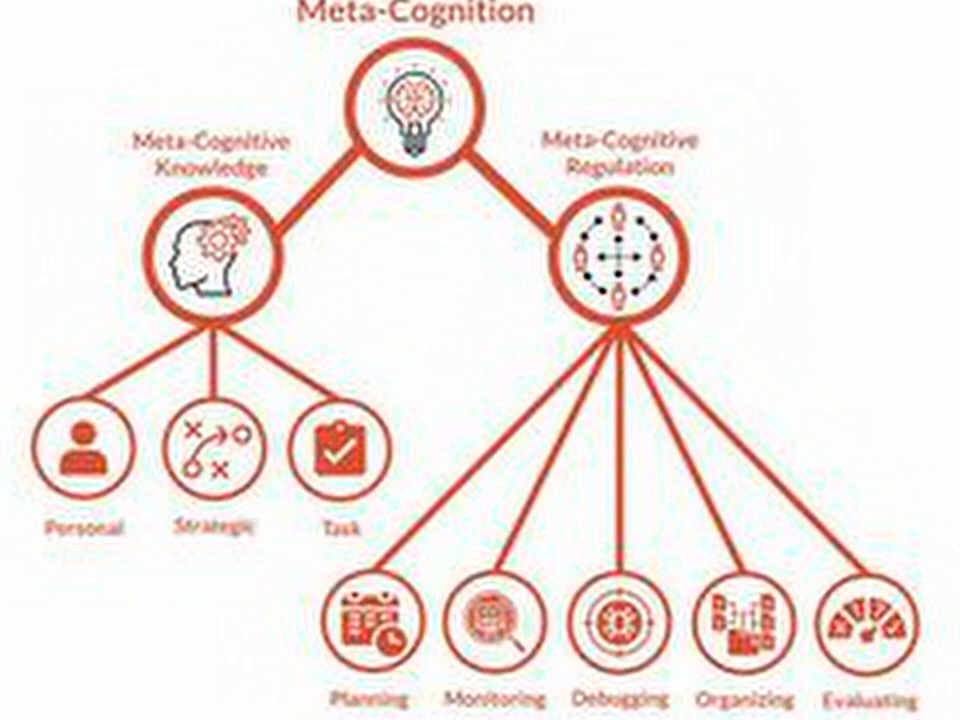 Meta-Cognition
Meta-Cognitive
Knowledge
Meta-Cognitive
Regulation
Personal
Strategic
Task
Planning
Monitoring
Debugging
Organizing
Evaluating